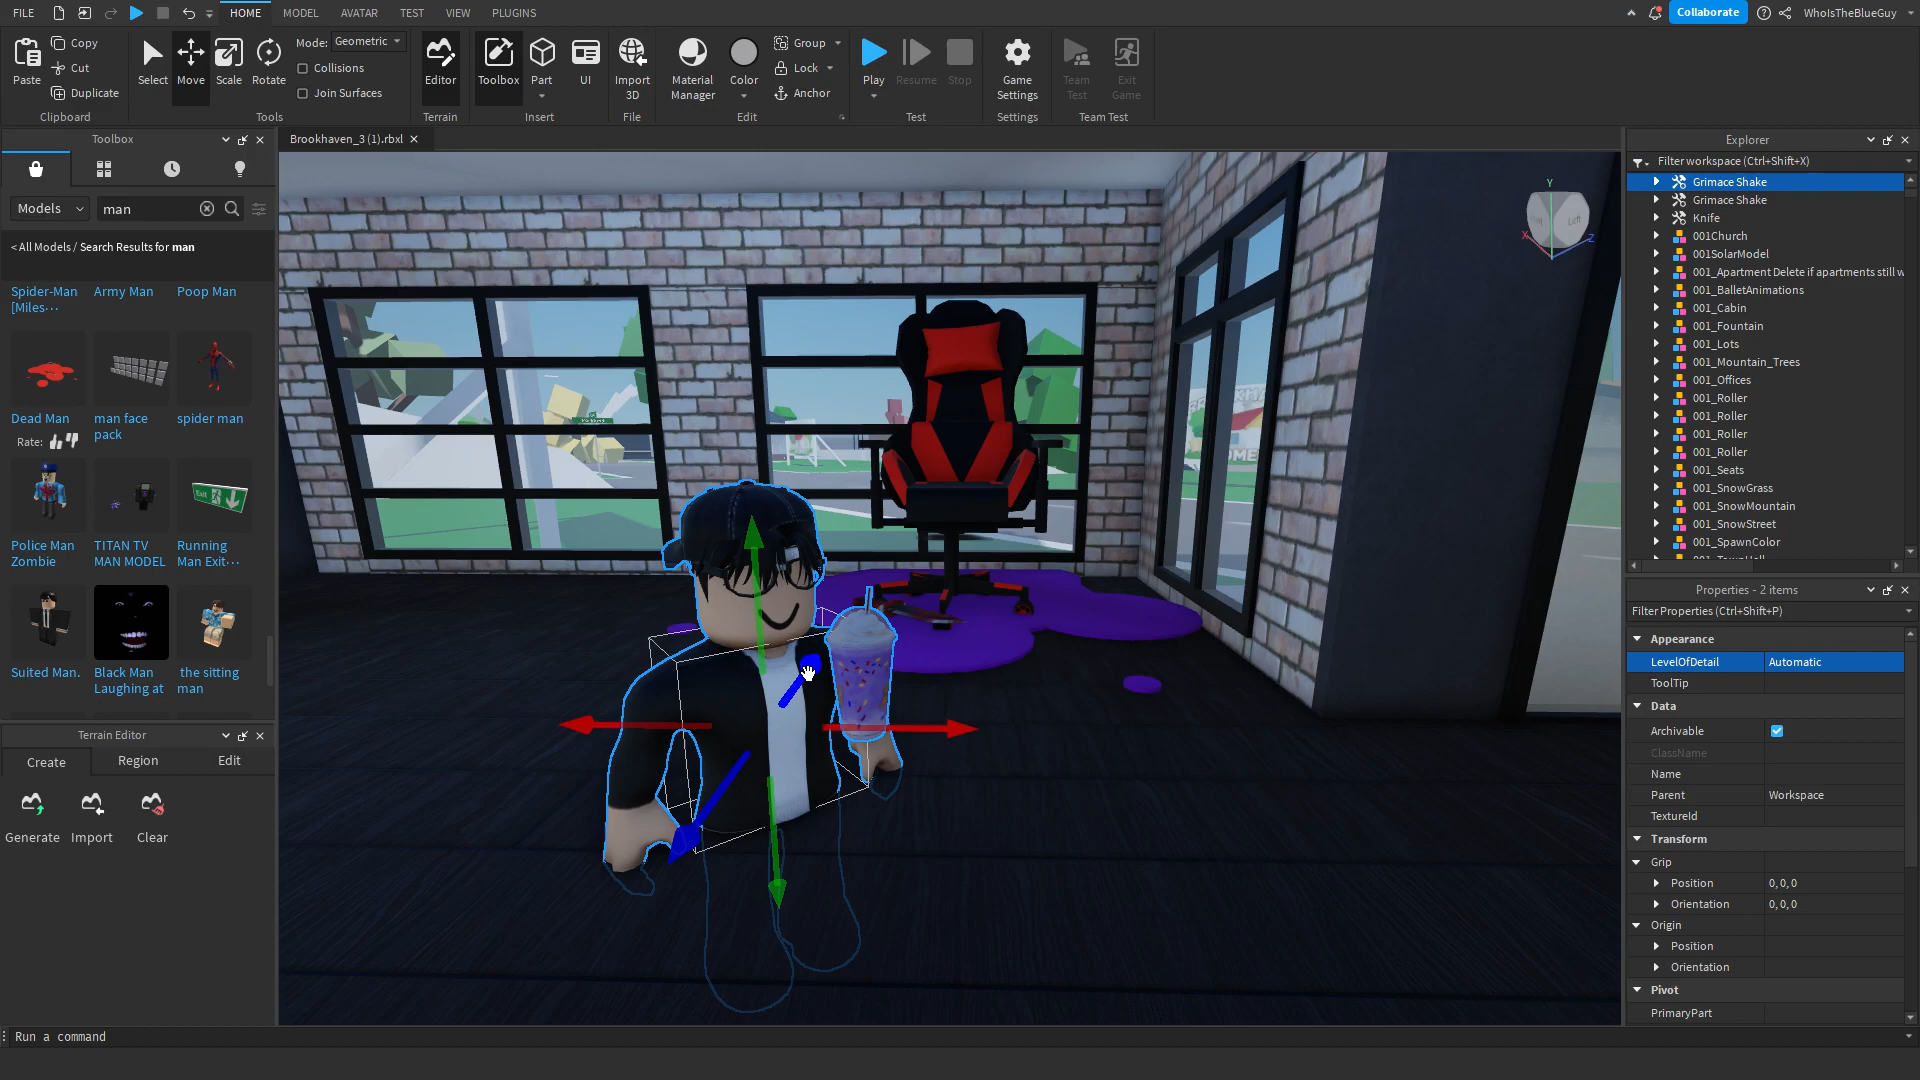 FILE
HOME
MODEL
AVATAR
TEST
VIEW
PLUGINS
Collaborate
WhoIsTheBlueGuy
Paste
Copy
Cut
Duplicate
Clipboard
Select
Move
Scale
Rotate
Mode: Geometric
Collisions
Join Surfaces
Tools
Editor
Terrain
Toolbox
Part
UI
Insert
Import
3D
File
Material
Manager
Color
Group
Lock
Anchor
Edit
Play
Resume
Stop
Test
Game
Settings
Settings
Team
Test
Exit
Game
Team Test
Toolbox
Brookhaven_3 (1).rbxl
Models
man
< All Models / Search Results for man
Spider-Man
[Miles···
Army Man
Poop Man
Dead Man
man face
pack
spider man
Rate:
Police Man
Zombie
TITAN TV
MAN MODEL
Running
Man Exit···
Suited Man.
Black Man
Laughing at
the sitting
man
Terrain Editor
Create
Region
Edit
Generate
Import
Clear
Run a command
Y
X
Z
Left
Explorer
Filter workspace (Ctrl+Shift+X)
Grimace Shake
Grimace Shake
Knife
001Church
001SolarModel
001_Apartment Delete if apartments still w
001_BalletAnimations
001_Cabin
001_Fountain
001_Lots
001_Mountain_Trees
001_Offices
001_Roller
001_Roller
001_Roller
001_Roller
001_Seats
001_SnowGrass
001_SnowMountain
001_SnowStreet
001_SpawnColor
Properties - 2 items
Filter Properties (Ctrl+Shift+P)
Appearance
LevelOfDetail Automatic
ToolTip
Data
Archivable
ClassName
Name
Parent Workspace
TextureId
Transform
Grip
Position 0, 0, 0
Orientation 0, 0, 0
Origin
Position
Orientation
Pivot
PrimaryPart